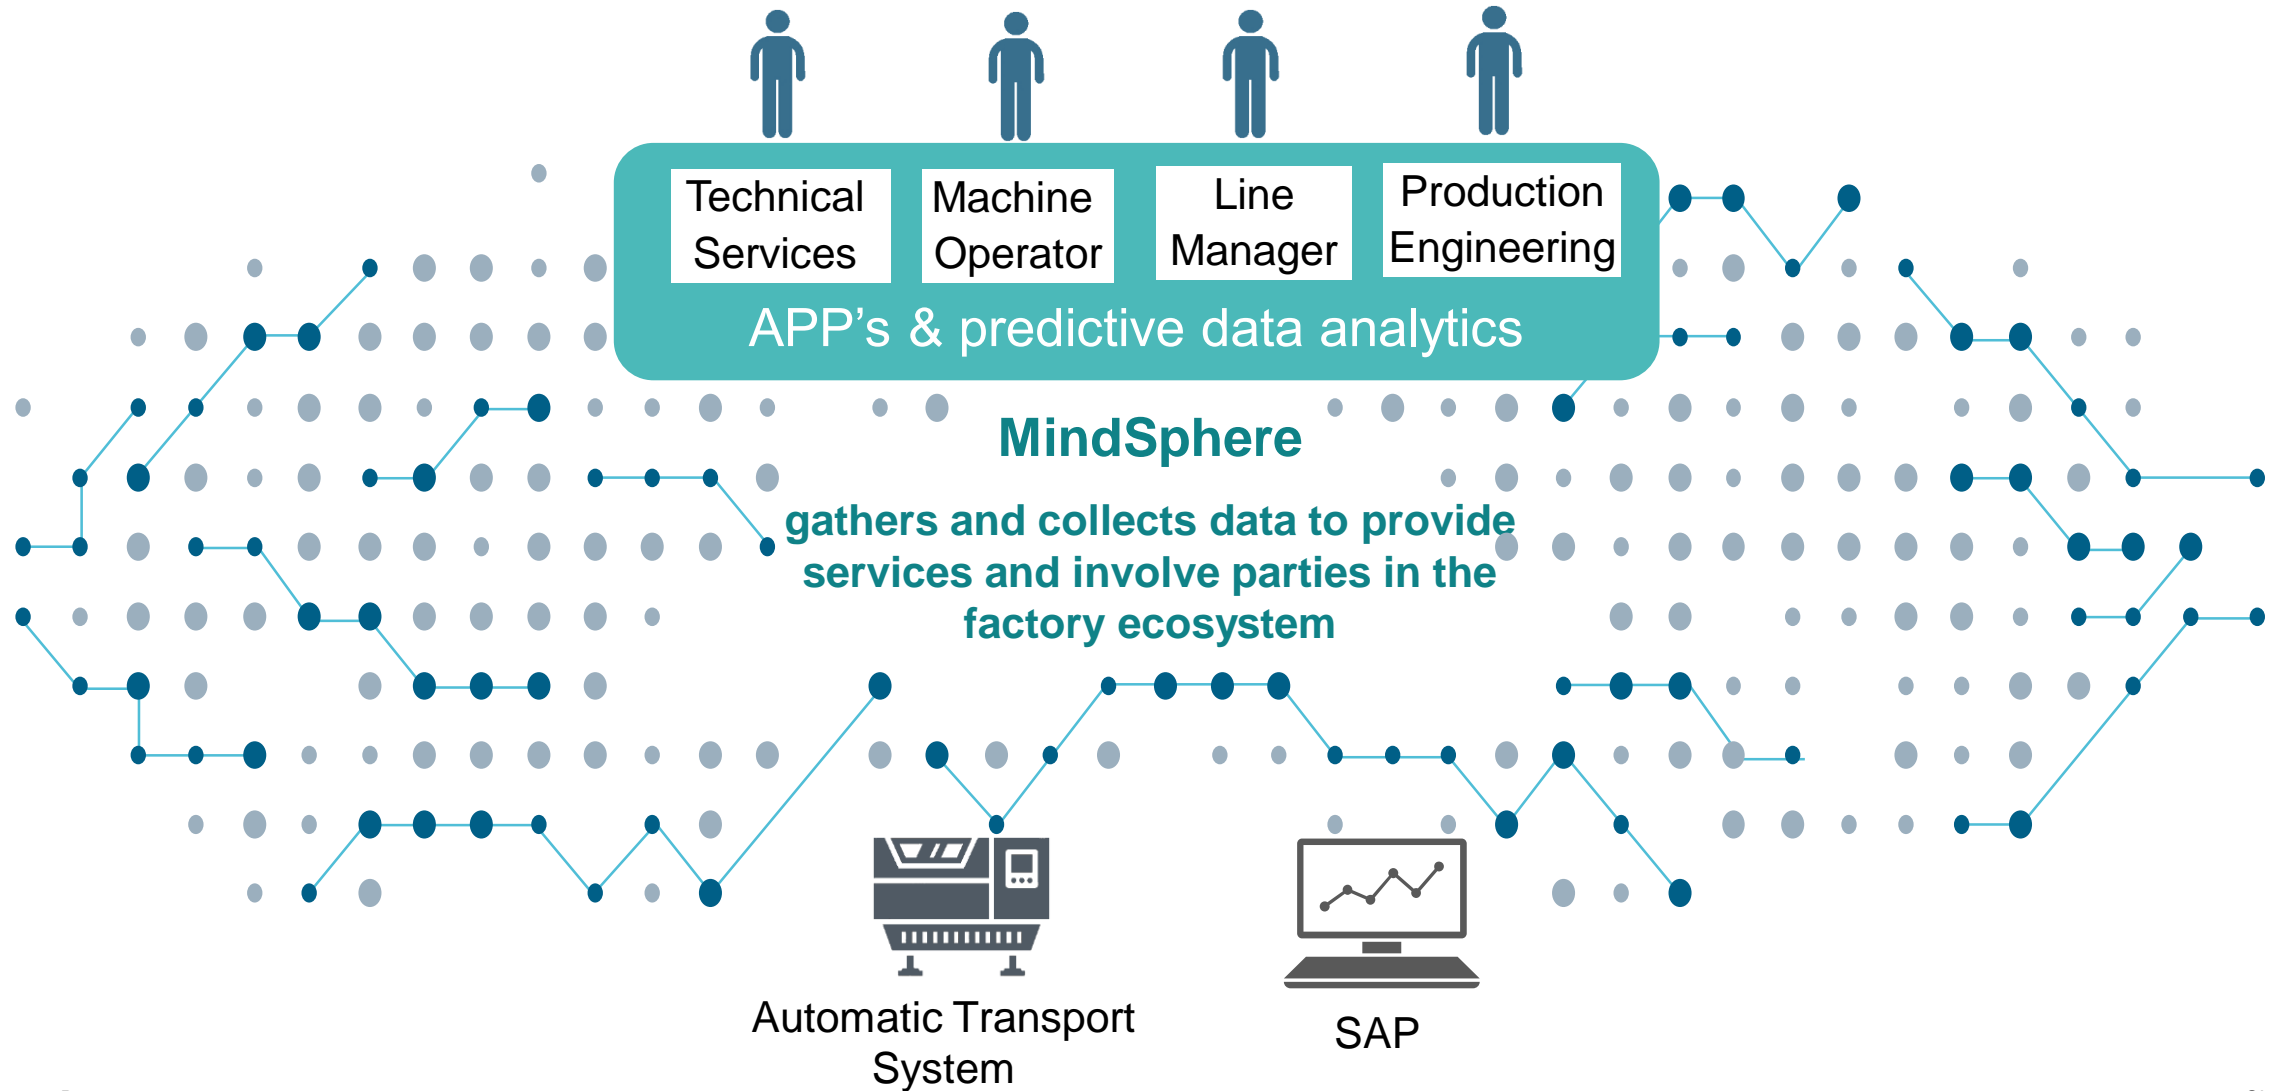 Technical
Services
Machine
Operator
Line
Manager
Production
Engineering
APP's & predictive data analytics
MindSphere
gathers and collects data to provide
services and involve parties in the
factory ecosystem
Automatic Transport
System
SAP